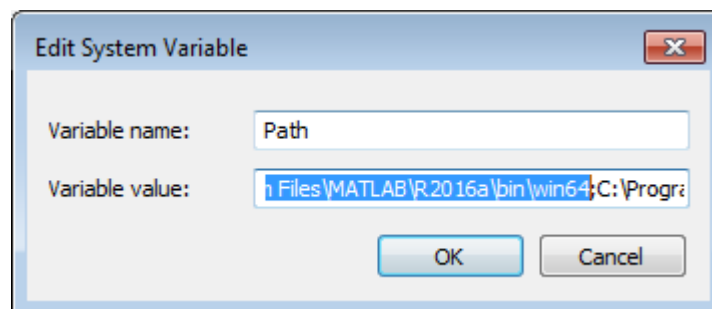 Edit System Variable
Variable name: Path
Variable value: n Files\MATLAB\R2016a\bin\win64;C:\Progra
OK Cancel